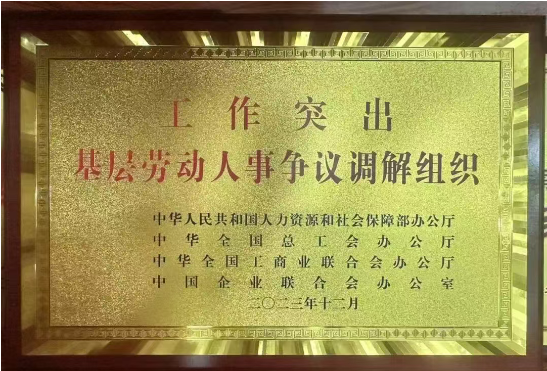 工作突出
基层劳动人事争议调解组织
中华人民共和国人力资源和社会保障部办公厅
中华全国总工会办公厅
中华全国工商业联合会办公厅
中国企业联合会办公室
二〇二三年十二月